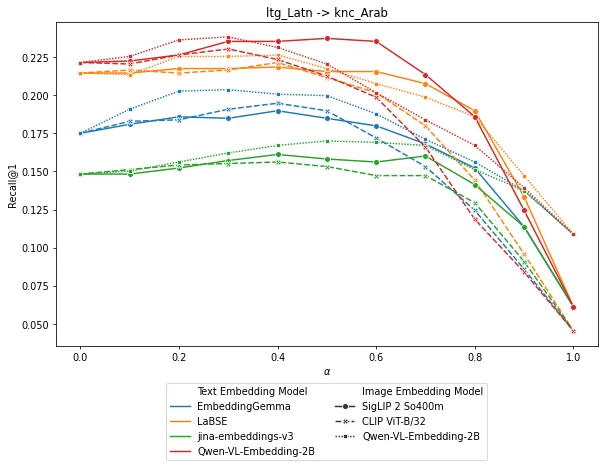 ltg_Latn -> knc_Arab
Recall@1
0.225
0.200
0.175
0.150
0.125
0.100
0.075
0.050
0.0 0.2 0.4 0.6 0.8 1.0
α
Text Embedding Model
EmbeddingGemma
LaBSE
jina-embeddings-v3
Qwen-VL-Embedding-2B
Image Embedding Model
SigLIP 2 So400m
CLIP ViT-B/32
Qwen-VL-Embedding-2B